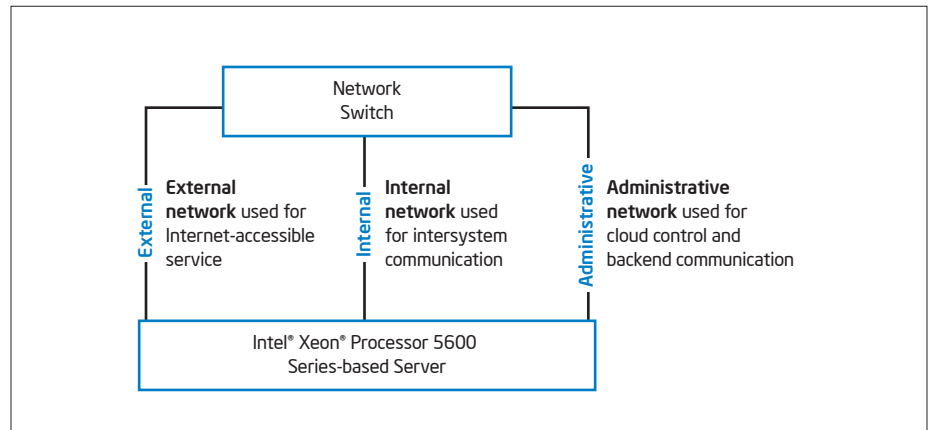 Network
Switch
External
External
network used for
Internet-accessible
service
Internal
Internal
network used
for intersystem
communication
Administrative
Administrative
network used for
cloud control and
backend communication
Intel® Xeon® Processor 5600
Series-based Server